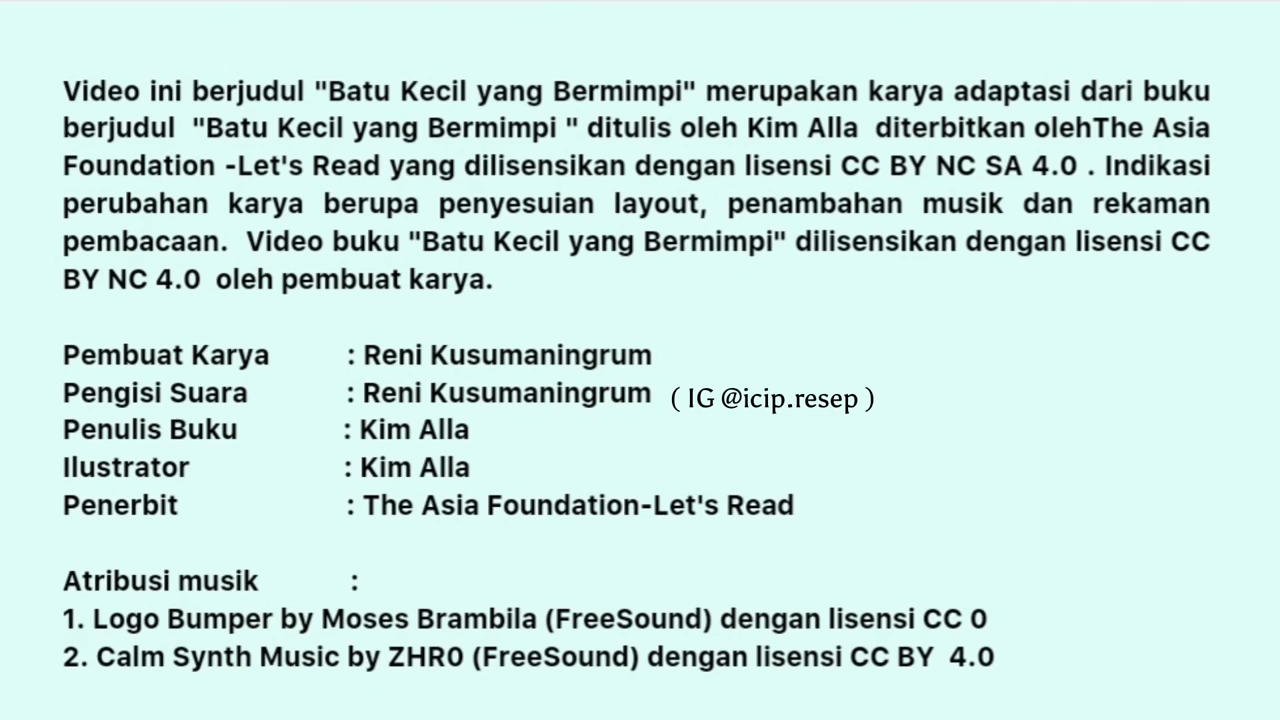 Video ini berjudul "Batu Kecil yang Bermimpi" merupakan karya adaptasi dari buku
berjudul "Batu Kecil yang Bermimpi " ditulis oleh Kim Alla diterbitkan olehThe Asia
Foundation -Let's Read yang dilisensikan dengan lisensi CC BY NC SA 4.0 . Indikasi
perubahan karya berupa penyesuian layout, penambahan musik dan rekaman
pembacaan. Video buku "Batu Kecil yang Bermimpi" dilisensikan dengan lisensi CC
BY NC 4.0 oleh pembuat karya.
Pembuat Karya : Reni Kusumaningrum
Pengisi Suara : Reni Kusumaningrum ( IG @icip.resep )
Penulis Buku : Kim Alla
Ilustrator : Kim Alla
Penerbit : The Asia Foundation-Let's Read
Atribusi musik :
1. Logo Bumper by Moses Brambila (FreeSound) dengan lisensi CC 0
2. Calm Synth Music by ZHR0 (FreeSound) dengan lisensi CC BY 4.0